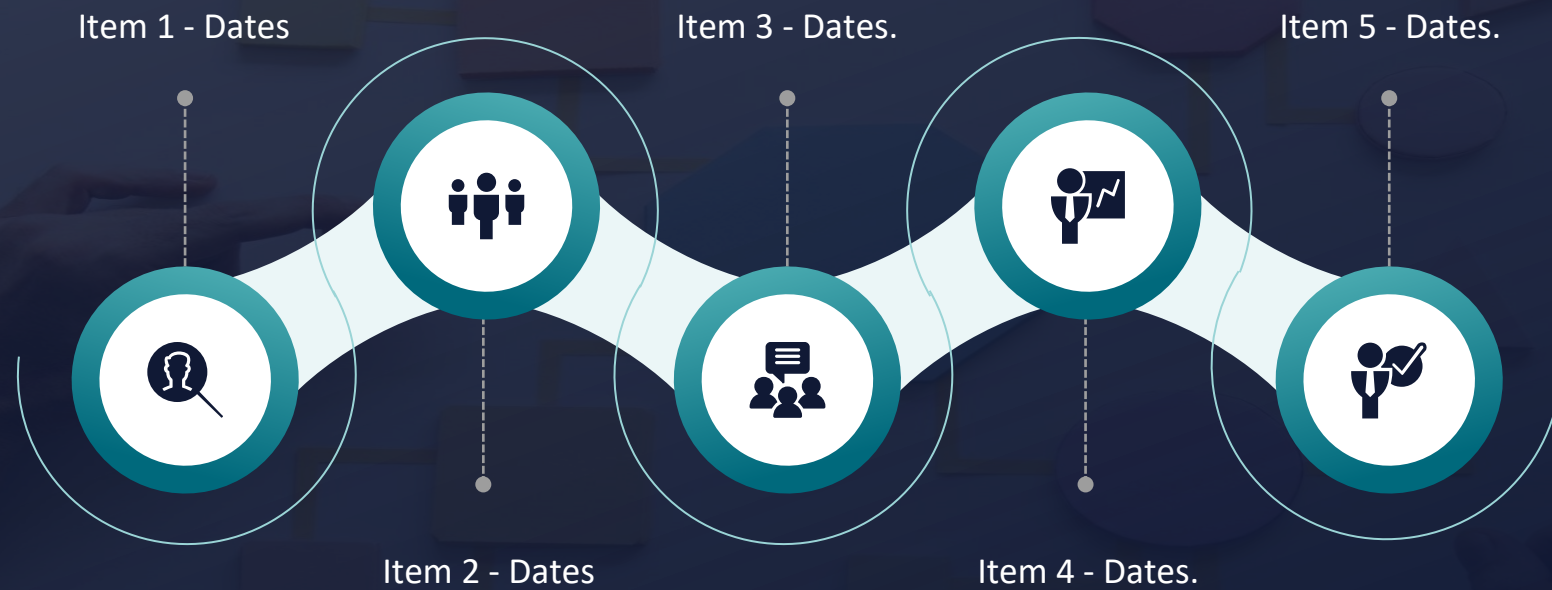 Item 1 - Dates
Item 2 - Dates
Item 3 - Dates.
Item 4 - Dates.
Item 5 - Dates.